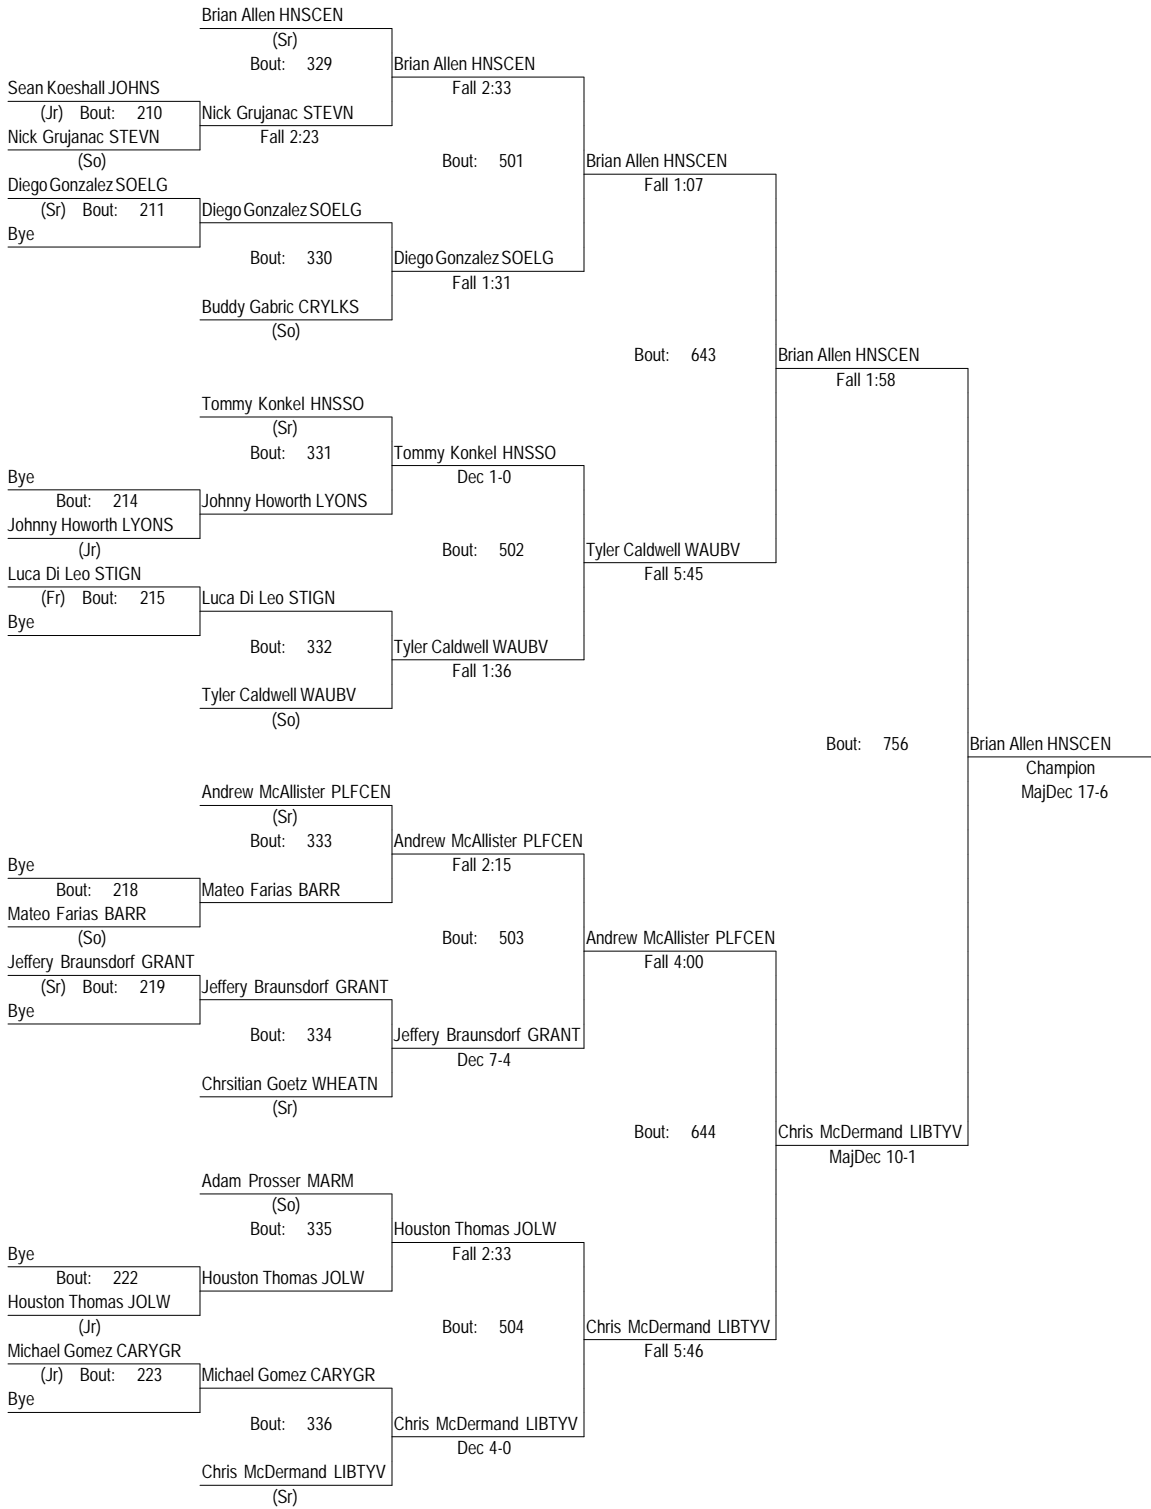 Brian Allen HNSCEN
(Sr)
Bout: 329
Brian Allen HNSCEN
Fall 2:33
Sean Koeshall JOHNS
(Jr) Bout: 210
Nick Grujanac STEVN
Nick Grujanac STEVN
Fall 2:23
(So)
Bout: 501
Brian Allen HNSCEN
Fall 1:07
Diego Gonzalez SOELG
(Sr) Bout: 211
Diego Gonzalez SOELG
Bye
Bout: 330
Diego Gonzalez SOELG
Fall 1:31
Buddy Gabric CRYLKS
(So)
Bout: 643
Brian Allen HNSCEN
Fall 1:58
Tommy Konkel HNSSO
(Sr)
Bout: 331
Tommy Konkel HNSSO
Dec 1-0
Bye
Bout: 214
Johnny Howorth LYONS
Johnny Howorth LYONS
(Jr)
Bout: 502
Tyler Caldwell WAUBV
Fall 5:45
Luca Di Leo STIGN
(Fr) Bout: 215
Luca Di Leo STIGN
Bye
Bout: 332
Tyler Caldwell WAUBV
Fall 1:36
Tyler Caldwell WAUBV
(So)
Bout: 756
Brian Allen HNSCEN
Champion
MajDec 17-6
Andrew McAllister PLFCEN
(Sr)
Bout: 333
Andrew McAllister PLFCEN
Fall 2:15
Bye
Bout: 218
Mateo Farias BARR
Mateo Farias BARR
(So)
Bout: 503
Andrew McAllister PLFCEN
Fall 4:00
Jeffery Braunsdorf GRANT
(Sr) Bout: 219
Jeffery Braunsdorf GRANT
Bye
Bout: 334
Jeffery Braunsdorf GRANT
Dec 7-4
Chrsitian Goetz WHEATN
(Sr)
Bout: 644
Chris McDermand LIBTYV
MajDec 10-1
Adam Prosser MARM
(So)
Bout: 335
Houston Thomas JOLW
Fall 2:33
Bye
Bout: 222
Houston Thomas JOLW
Houston Thomas JOLW
(Jr)
Bout: 504
Chris McDermand LIBTYV
Fall 5:46
Michael Gomez CARYGR
(Jr) Bout: 223
Michael Gomez CARYGR
Bye
Bout: 336
Chris McDermand LIBTYV
Dec 4-0
Chris McDermand LIBTYV
(Sr)